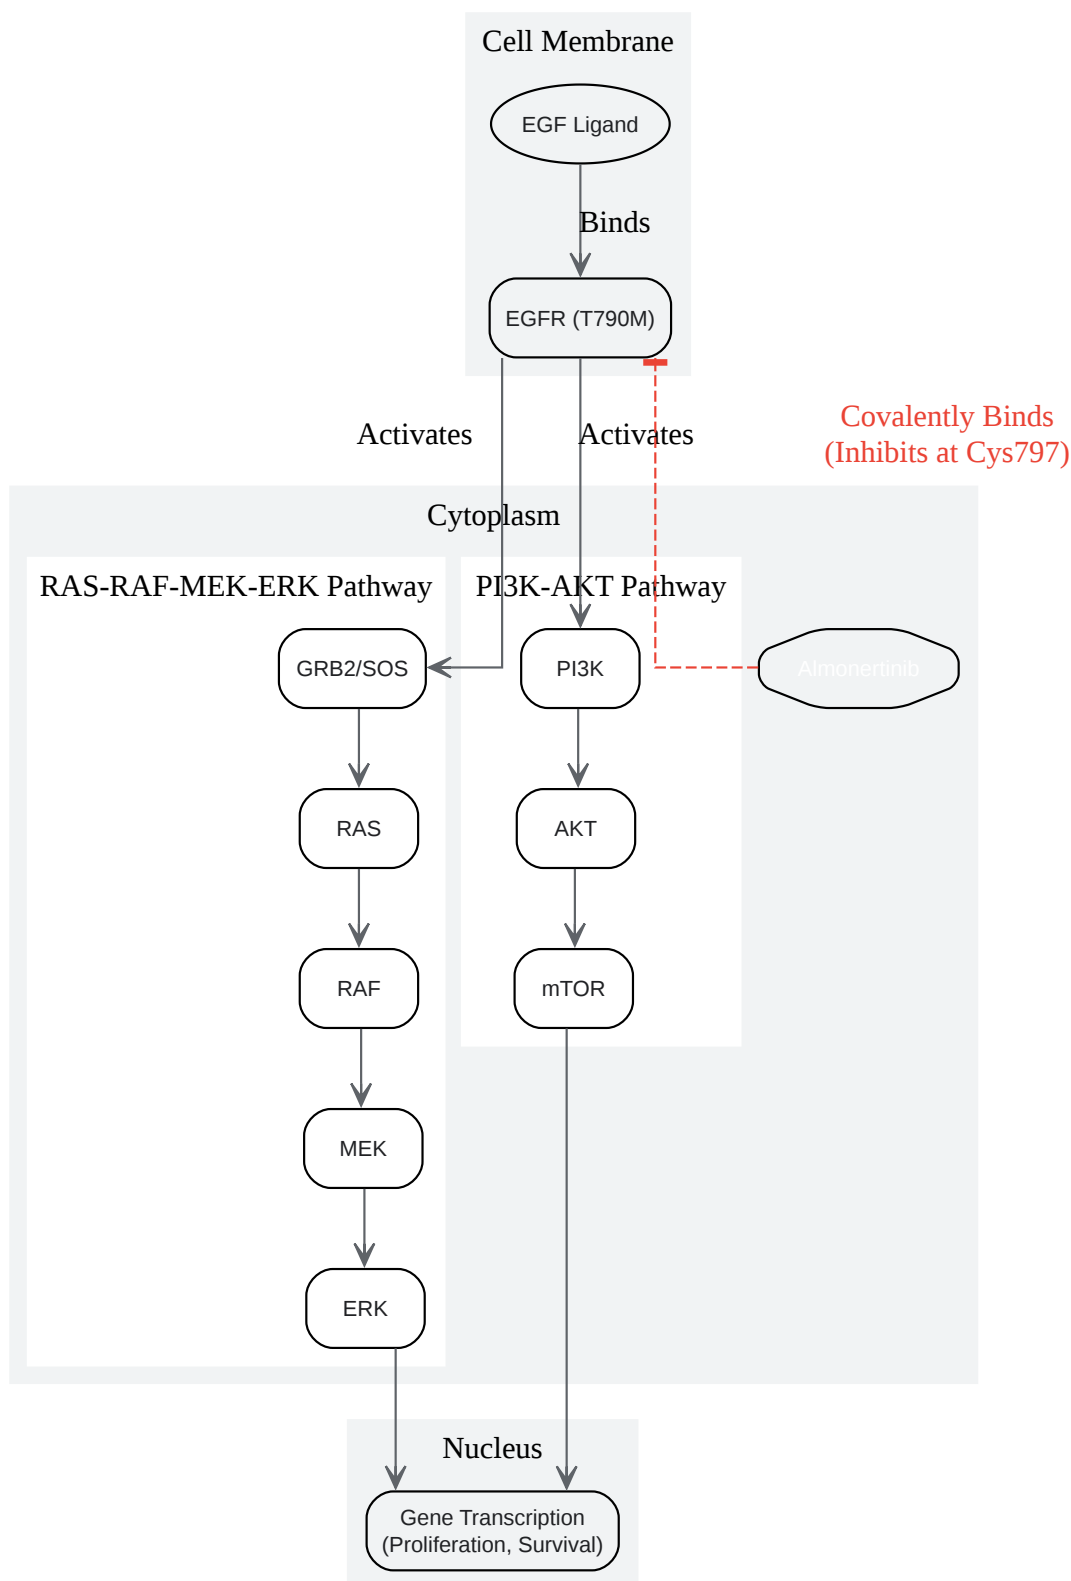 Cell Membrane
EGF Ligand
Binds
EGFR (T790M)
Activates
Activates
Covalently Binds
(Inhibits at Cys797)
Cytoplasm
RAS-RAF-MEK-ERK Pathway
PI3K-AKT Pathway
GRB2/SOS
PI3K
Almonertinib
RAS
AKT
RAF
mTOR
MEK
ERK
Nucleus
Gene Transcription
(Proliferation, Survival)